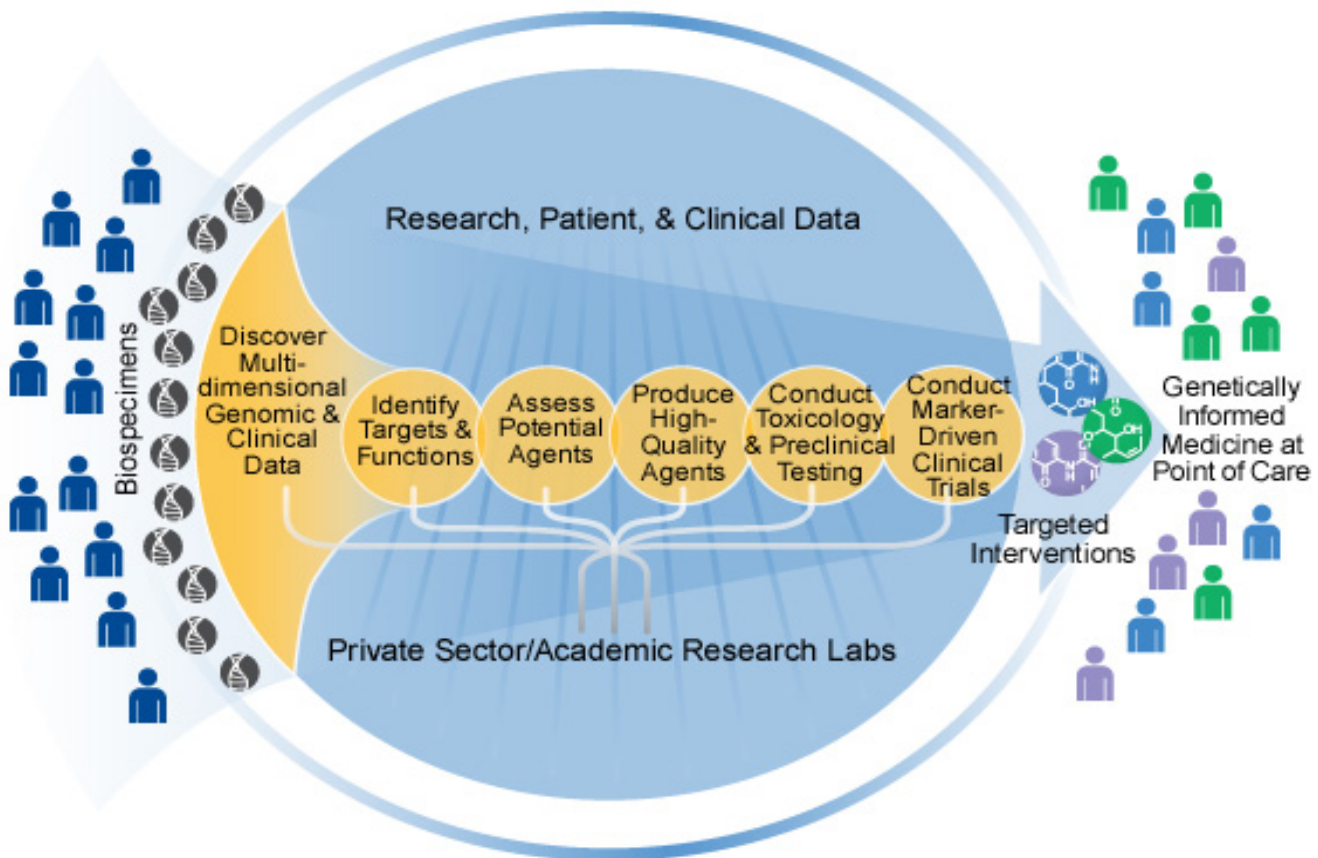 Research, Patient, & Clinical Data
Biospecimens
Discover
Multi-
dimensional
Genomic &
Clinical
Data
Identify
Targets &
Functions
Assess
Potential
Agents
Produce
High-
Quality
Agents
Conduct
Toxicology
& Preclinical
Testing
Conduct
Marker-
Driven
Clinical
Trials
Targeted
Interventions
Genetically
Informed
Medicine at
Point of Care
Private Sector/Academic Research Labs